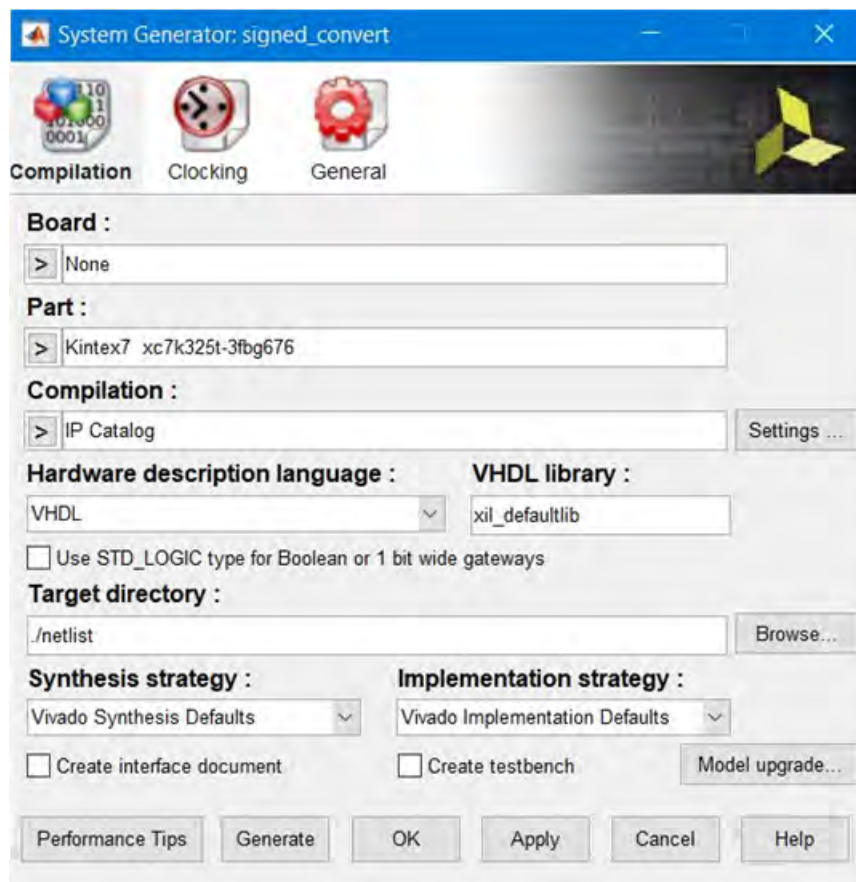 System Generator: signed_convert
Compilation Clocking General
Board :
> None
Part :
> Kintex7 xc7k325t-3fbg676
Compilation :
> IP Catalog Settings ...
Hardware description language : VHDL library :
VHDL xil_defaultlib
Use STD_LOGIC type for Boolean or 1 bit wide gateways
Target directory :
./netlist Browse...
Synthesis strategy : Implementation strategy :
Vivado Synthesis Defaults Vivado Implementation Defaults
Create interface document Create testbench Model upgrade...
Performance Tips Generate OK Apply Cancel Help